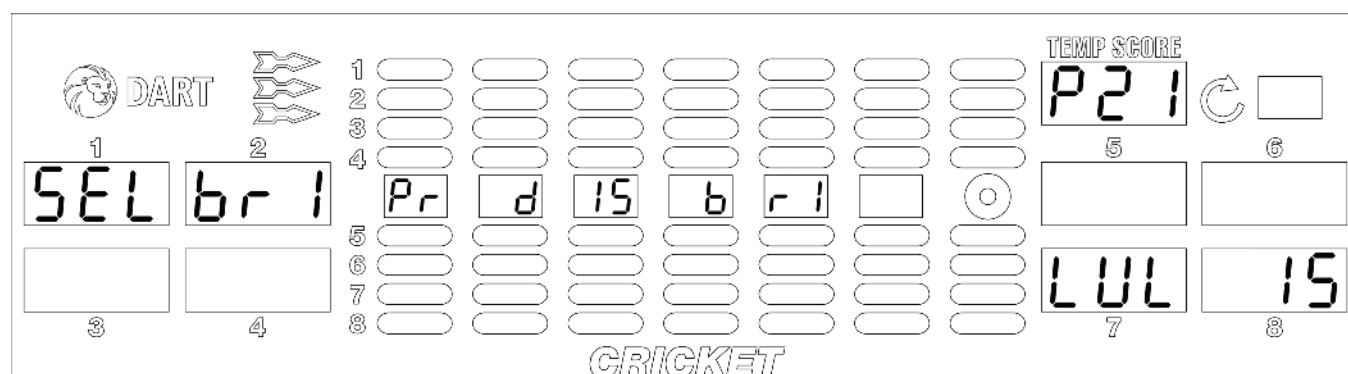 TEMP SCORE
DART
P21
1 2
5 6
SEL br1
1
2
3
4
Pr d 15 b r1
5
6
7
8
LUL 15
3 4
7 8
CRICKET